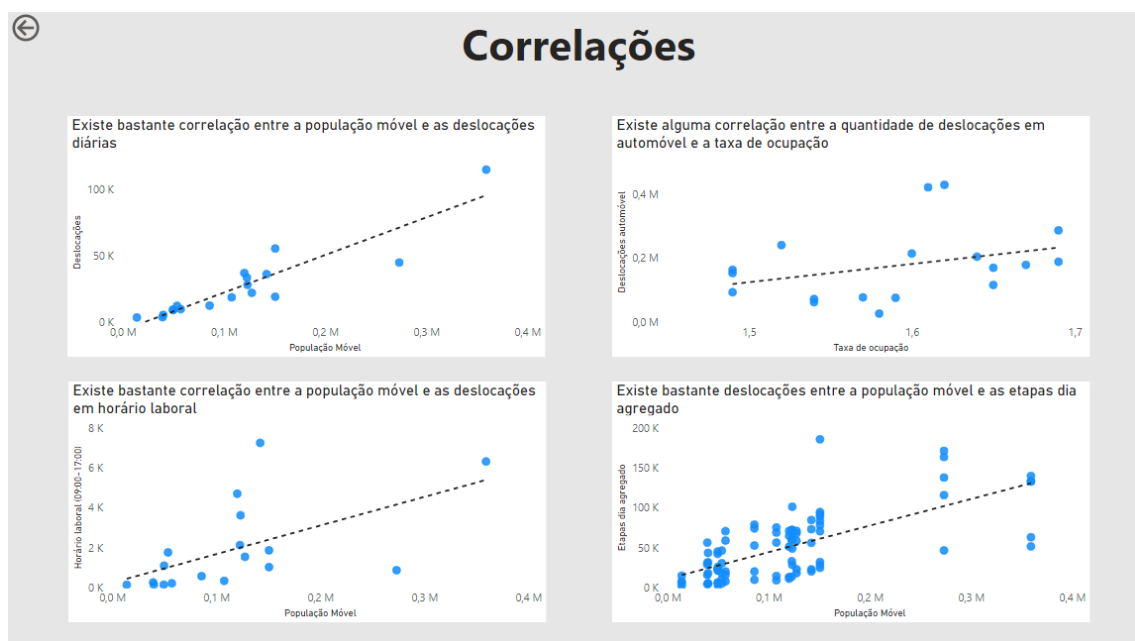 Correlações
Existe bastante correlação entre a população móvel e as deslocações
diárias
100 K
50 K
0 K
Deslocações
0,0 M
0,1 M
0,2 M
0,3 M
0,4 M
População Móvel
Existe alguma correlação entre a quantidade de deslocações em
automóvel e a taxa de ocupação
0,4 M
0,2 M
0,0 M
Deslocações automóvel
1,5
1,6
1,7
Taxa de ocupação
Existe bastante correlação entre a população móvel e as deslocações
em horário laboral
8 K
6 K
4 K
2 K
0 K
Horário laboral (09:00-17:00)
0,0 M
0,1 M
0,2 M
0,3 M
0,4 M
População Móvel
Existe bastante deslocações entre a população móvel e as etapas dia
agregado
200 K
150 K
100 K
50 K
0 K
Etapas dia agregado
0,0 M
0,1 M
0,2 M
0,3 M
0,4 M
População Móvel